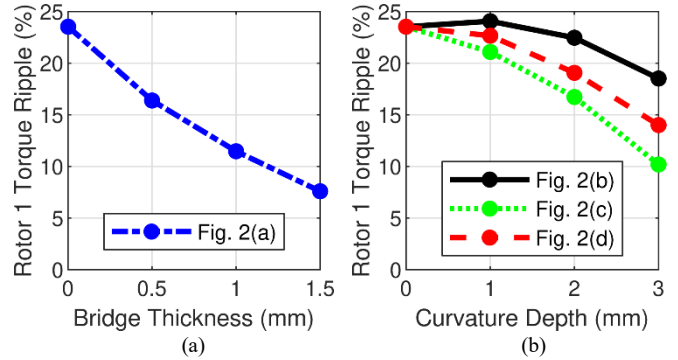 Rotor 1 Torque Ripple (%)
25
20
15
10
5
0
Fig. 2(a)
0 0.5 1 1.5
Bridge Thickness (mm)
(a)
Rotor 1 Torque Ripple (%)
25
20
15
10
5
0
Fig. 2(b)
Fig. 2(c)
Fig. 2(d)
0 1 2 3
Curvature Depth (mm)
(b)